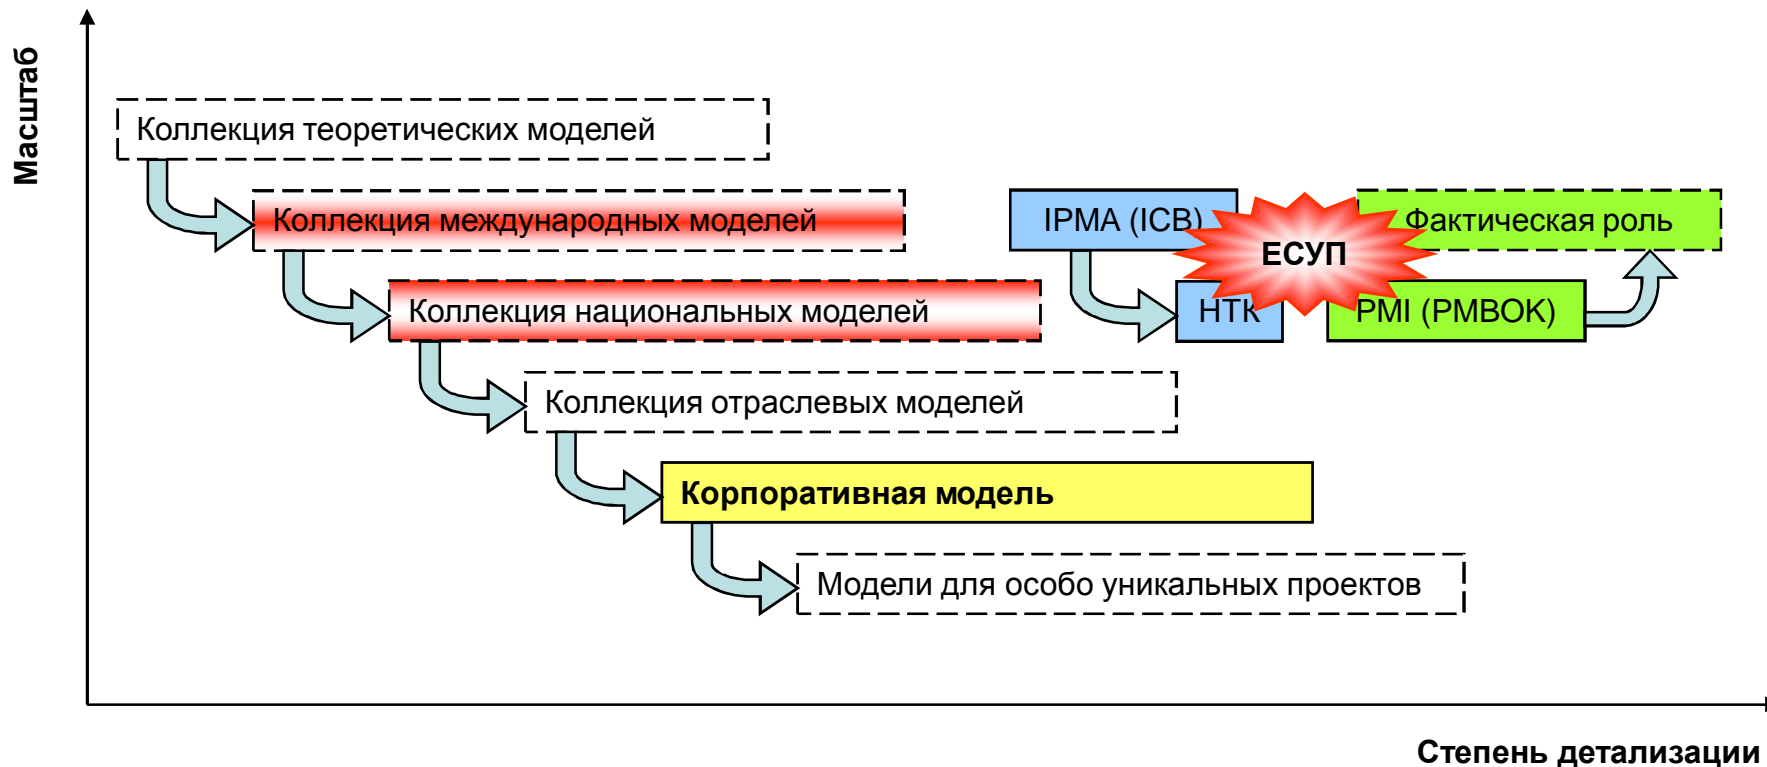 Масштаб
Коллекция теоретических моделей
Коллекция международных моделей
IPMA (ICB)
ЕСУП
Фактическая роль
Коллекция национальных моделей
НТК
PMI (PMBOK)
Коллекция отраслевых моделей
Корпоративная модель
Модели для особо уникальных проектов
Степень детализации